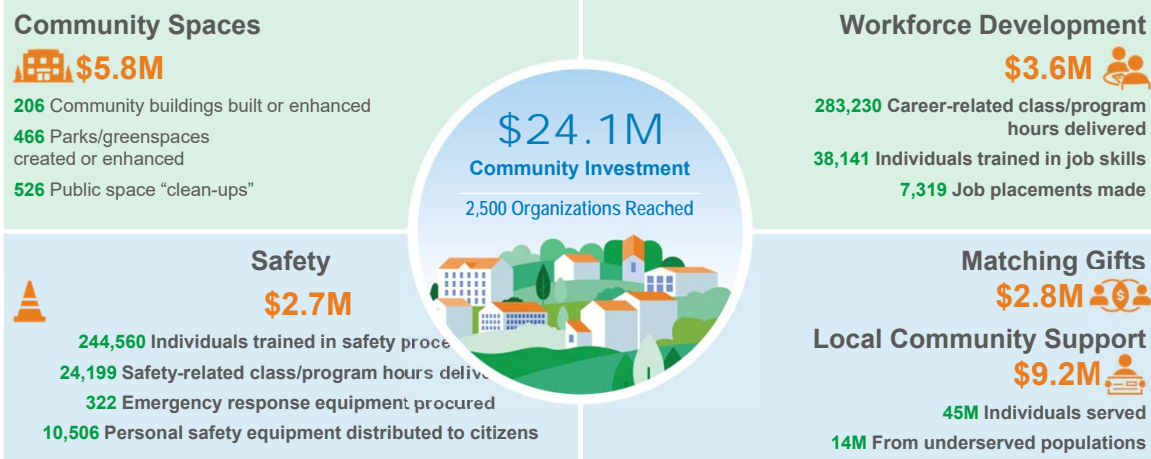 Community Spaces
$5.8M
206 Community buildings built or enhanced
466 Parks/greenspaces
created or enhanced
526 Public space “clean-ups”
$24.1M
Community Investment
2,500 Organizations Reached
Workforce Development
$3.6M
283,230 Career-related class/program
hours delivered
38,141 Individuals trained in job skills
7,319 Job placements made
Safety
$2.7M
244,560 Individuals trained in safety
24,199 Safety-related class/program hours
322 Emergency response equipment procured
10,506 Personal safety equipment distributed to citizens
Matching Gifts
$2.8M
Local Community Support
$9.2M
45M Individuals served
14M From underserved populations